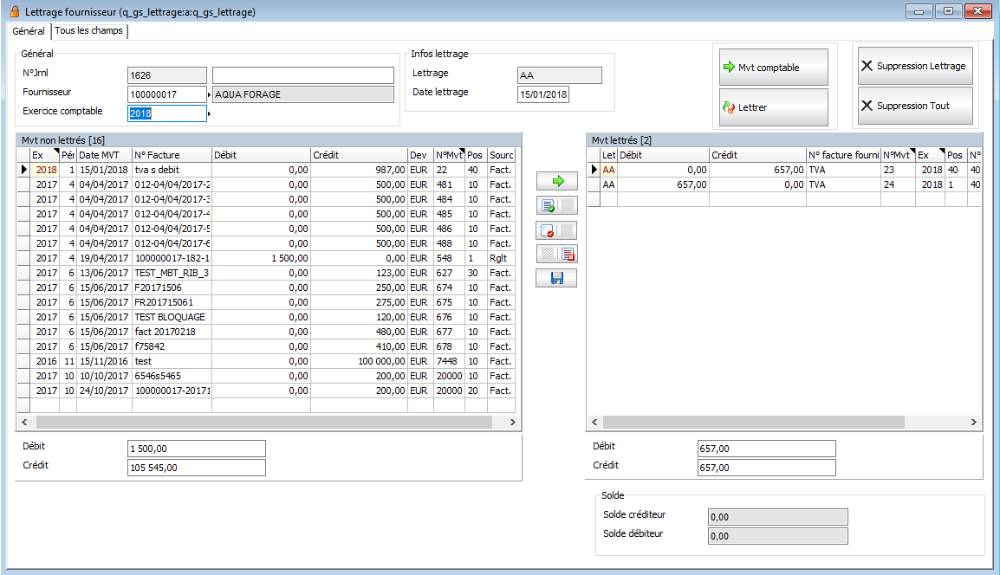 Lettrage fournisseur (q_gs_lettrage:a:q_gs_lettrage)
Général Tous les champs
Général
N°Jrnl 1626
Fournisseur 100000017 AQUA FORAGE
Exercice comptable 2018
Infos lettrage
Lettrage AA
Date lettrage 15/01/2018
Mvt comptable
Lettrer
Suppression Lettrage
Suppression Tout
Mvt non lettrés [16]
Ex Pér Date MVT N° Facture Débit Crédit Dev N°Mvt Pos Sourc
2018 1 15/01/2018 tva s debit 0,00 987,00 EUR 22 40 Fact.
2017 4 04/04/2017 012-04/04/2017-2 0,00 500,00 EUR 481 10 Fact.
2017 4 04/04/2017 012-04/04/2017-3 0,00 500,00 EUR 484 10 Fact.
2017 4 04/04/2017 012-04/04/2017-4 0,00 500,00 EUR 485 10 Fact.
2017 4 04/04/2017 012-04/04/2017-5 0,00 500,00 EUR 486 10 Fact.
2017 4 04/04/2017 012-04/04/2017-6 0,00 500,00 EUR 488 10 Fact.
2017 4 19/04/2017 100000017-182-1 1 500,00 0,00 EUR 548 1 Rglt
2017 6 13/06/2017 TEST_MBT_RIB_3 0,00 123,00 EUR 627 30 Fact.
2017 6 15/06/2017 F20171506 0,00 250,00 EUR 674 10 Fact.
2017 6 15/06/2017 FR201715061 0,00 275,00 EUR 675 10 Fact.
2017 6 15/06/2017 TEST BLOQUAGE 0,00 120,00 EUR 676 10 Fact.
2017 6 15/06/2017 fact 20170218 0,00 480,00 EUR 677 10 Fact.
2017 6 15/06/2017 f75842 0,00 410,00 EUR 678 10 Fact.
2016 11 15/11/2016 test 0,00 100 000,00 EUR 7448 10 Fact.
2017 10 10/10/2017 6546s5465 0,00 200,00 EUR 20000 10 Fact.
2017 10 24/10/2017 100000017-20171 0,00 200,00 EUR 20000 20 Fact.
Débit 1 500,00
Crédit 105 545,00
Mvt lettrés [2]
Let Débit Crédit N° facture fourni N°Mvt Ex Pos N°
AA 0,00 657,00 TVA 23 2018 40 40
AA 657,00 0,00 TVA 24 2018 1 40
Débit 657,00
Crédit 657,00
Solde
Solde créditeur 0,00
Solde débiteur 0,00